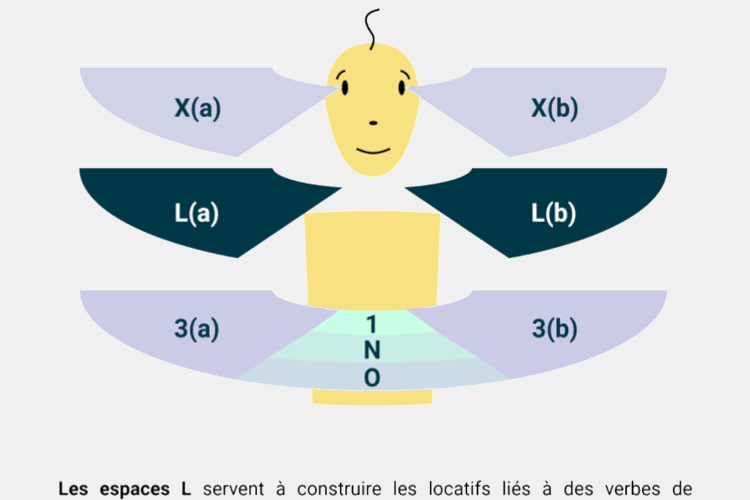 X(a) X(b)
L(a) L(b)
3(a) 1 3(b)
N
O
Les espaces L servent à construire les locatifs liés à des verbes de